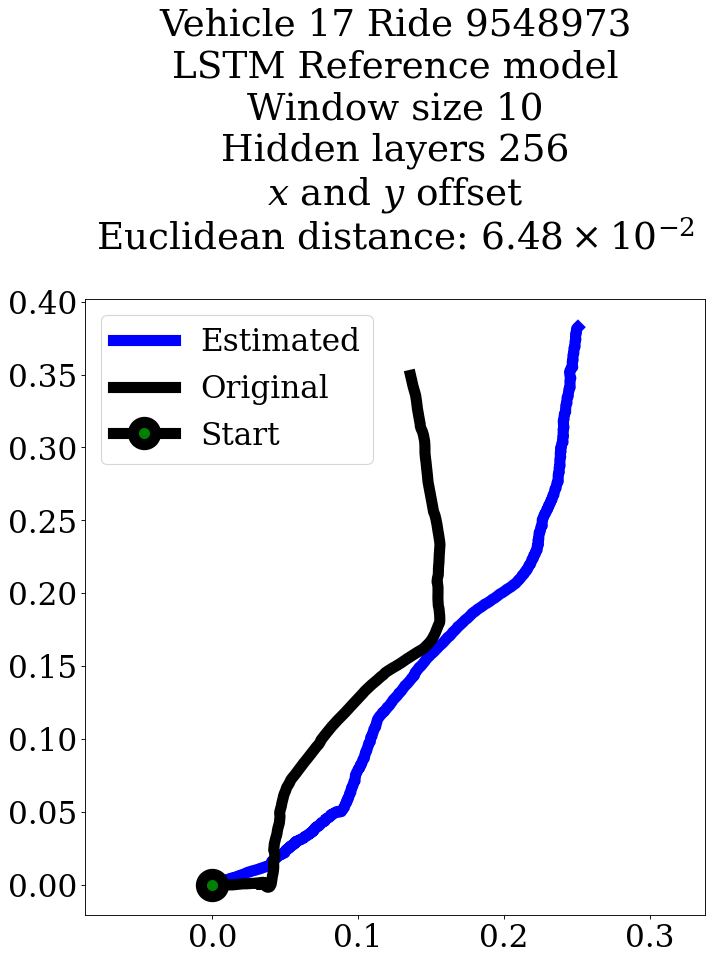 Vehicle 17 Ride 9548973
LSTM Reference model
Window size 10
Hidden layers 256
x and y offset
Euclidean distance: 6.48 × 10⁻²
0.40
0.35
0.30
0.25
0.20
0.15
0.10
0.05
0.00
Estimated
Original
Start
0.0 0.1 0.2 0.3